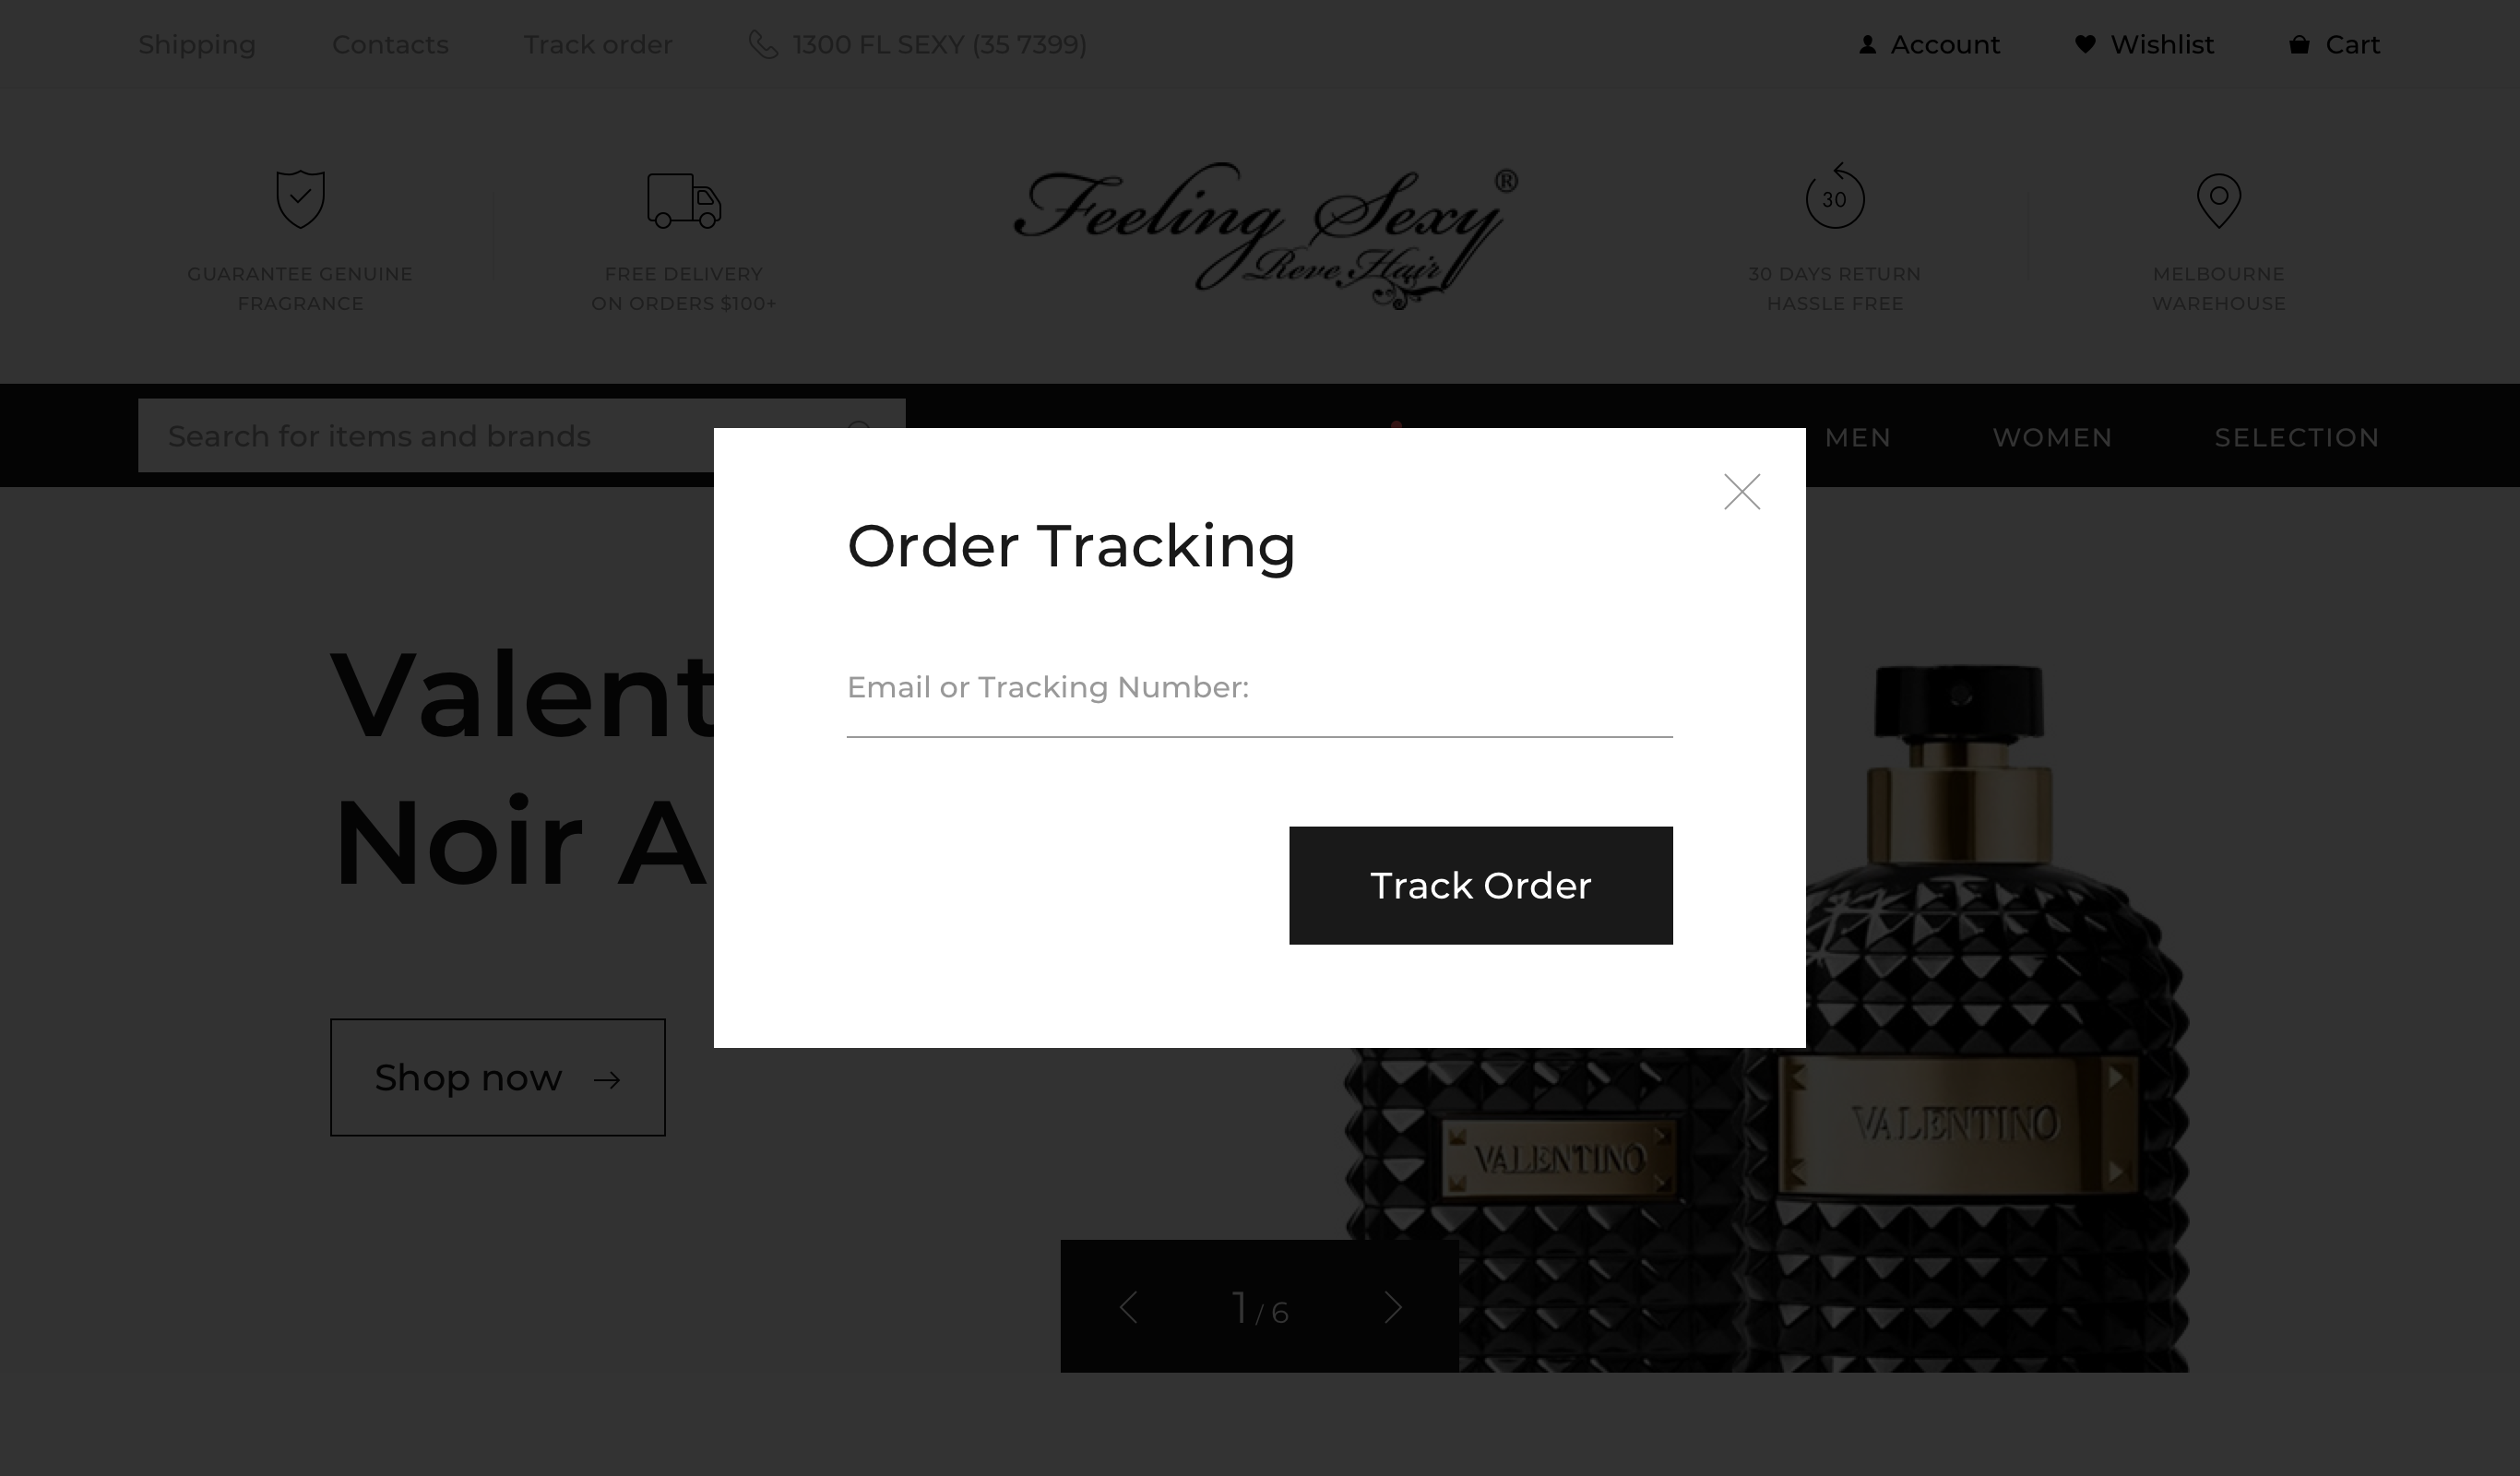 Shipping
Contacts
Track order
1300 FL SEXY (35 7399)
Account
Wishlist
Cart
GUARANTEE GENUINE
FRAGRANCE
FREE DELIVERY
ON ORDERS $100+
Feeling Sexy ®
Reve Hair
30
30 DAYS RETURN
HASSLE FREE
MELBOURNE
WAREHOUSE
Search for items and brands
MEN
WOMEN
SELECTION
Order Tracking
Email or Tracking Number:
Track Order
Valent
Noir A
Shop now
VALENTINO
VALENTINO
1 / 6